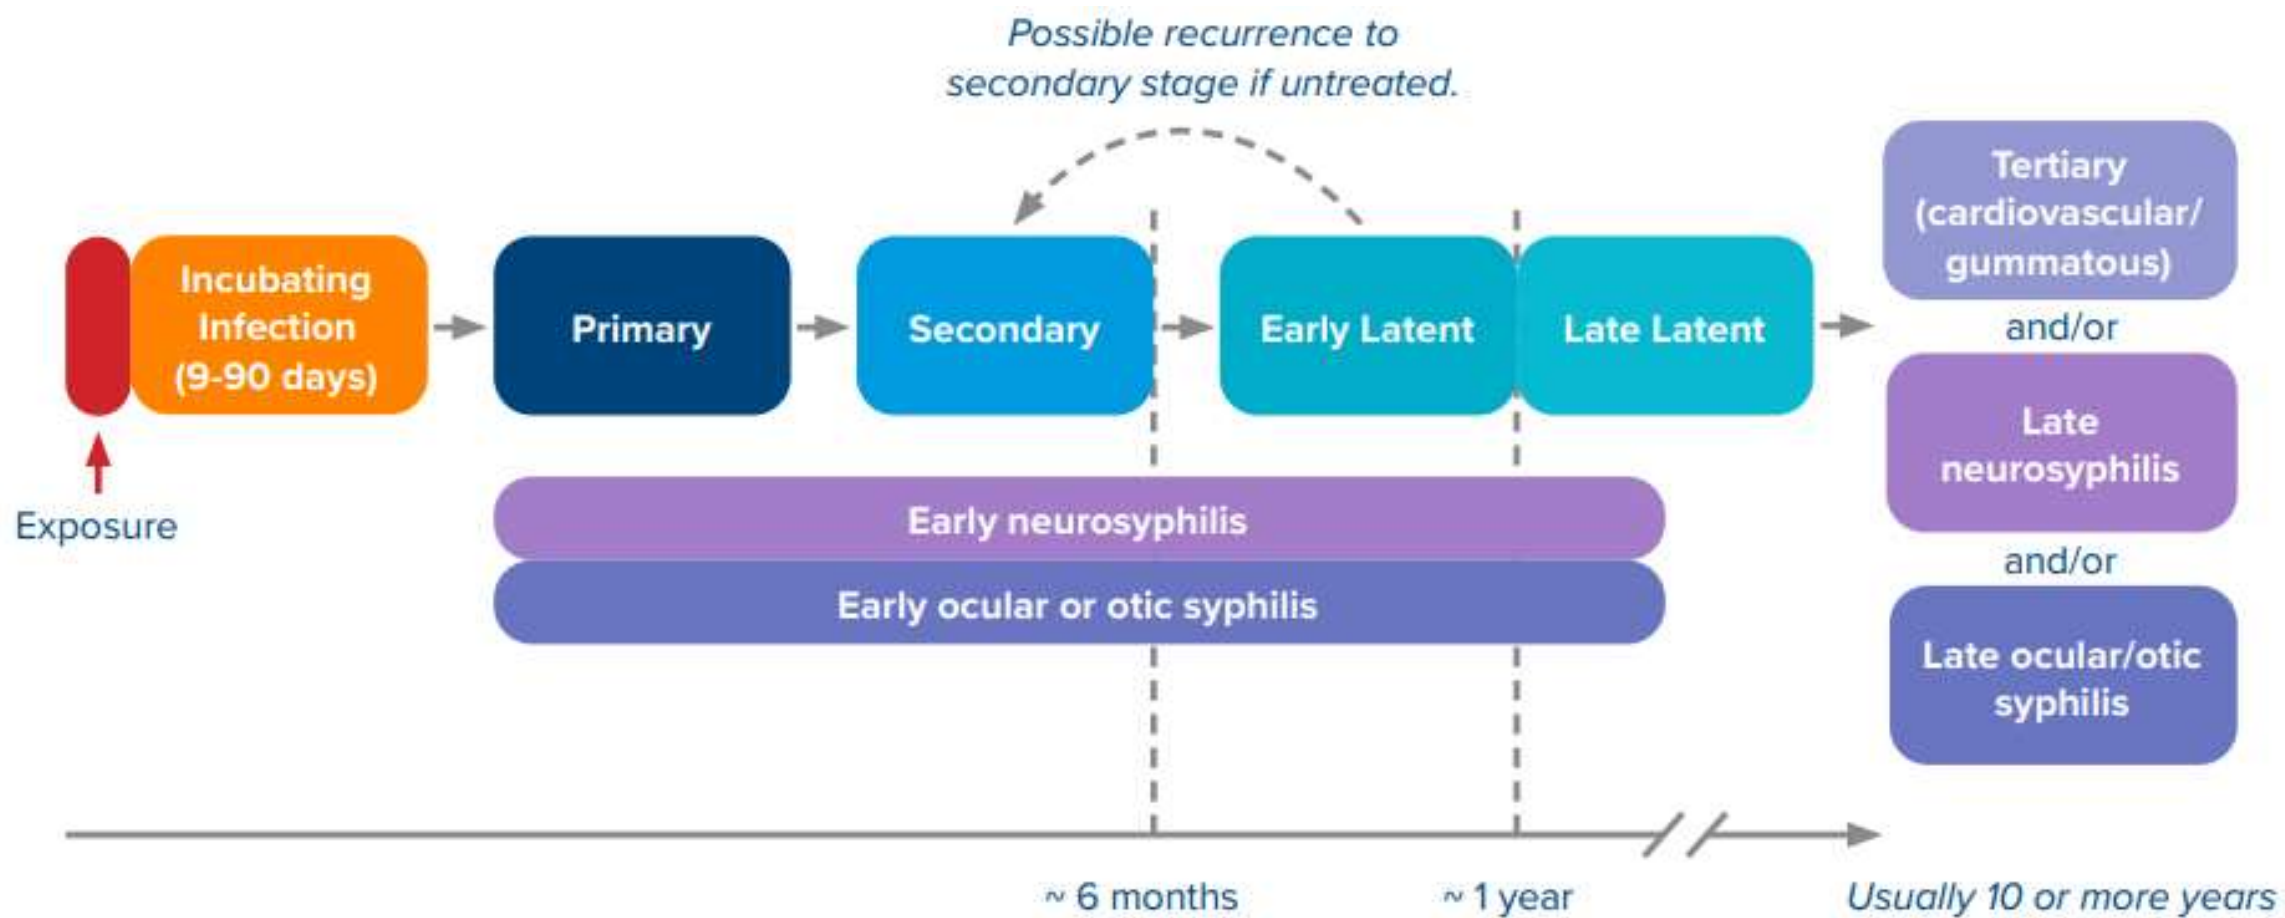 Possible recurrence to
secondary stage if untreated.
Exposure
Incubating
Infection
(9-90 days)
Primary
Secondary
Early Latent
Late Latent
Tertiary
(cardiovascular/
gummatous)
and/or
Late
neurosyphilis
and/or
Late ocular/otic
syphilis
Early neurosyphilis
Early ocular or otic syphilis
~ 6 months
~ 1 year
Usually 10 or more years